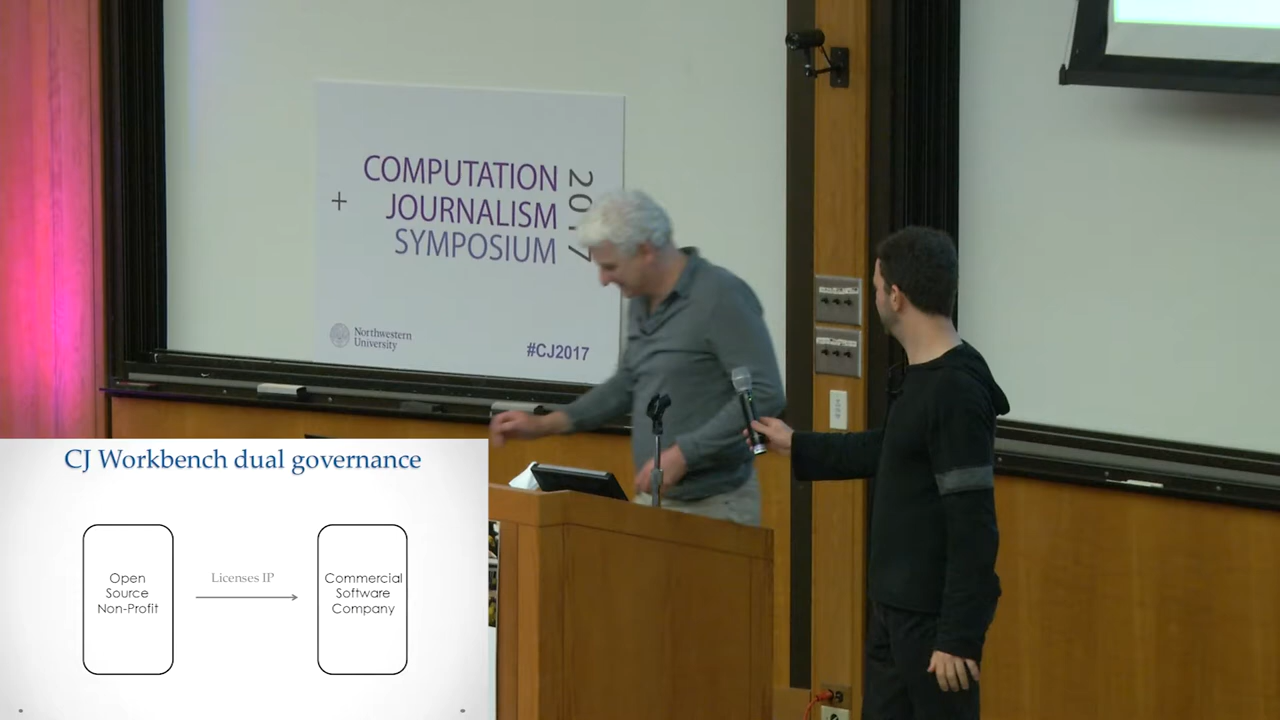 COMPUTATION
+ JOURNALISM
SYMPOSIUM
Northwestern
University
#CJ2017
CJ Workbench dual governance
Open
Source
Non-Profit
Licenses IP
Commercial
Software
Company